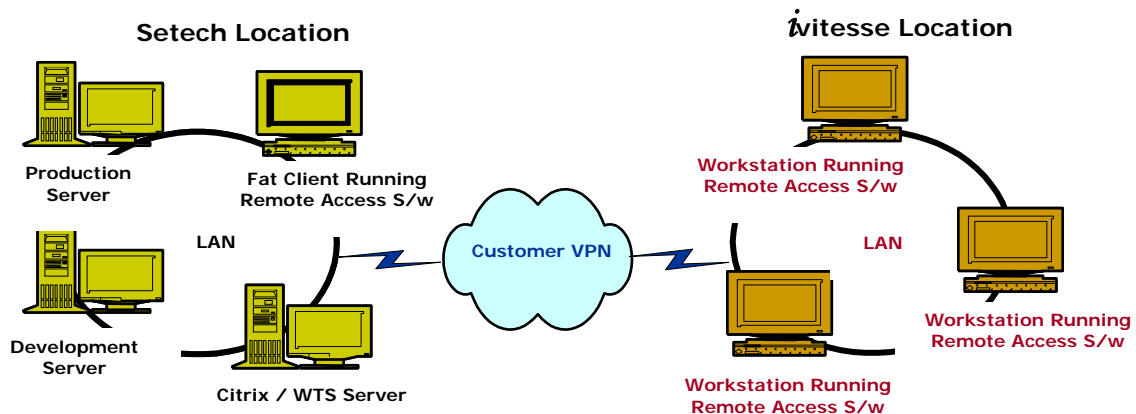 Setech Location
ivitesse Location
Production
Server
Fat Client Running
Remote Access S/w
Workstation Running
Remote Access S/w
LAN
Customer VPN
LAN
Workstation Running
Remote Access S/w
Development
Server
Citrix / WTS Server
Workstation Running
Remote Access S/w